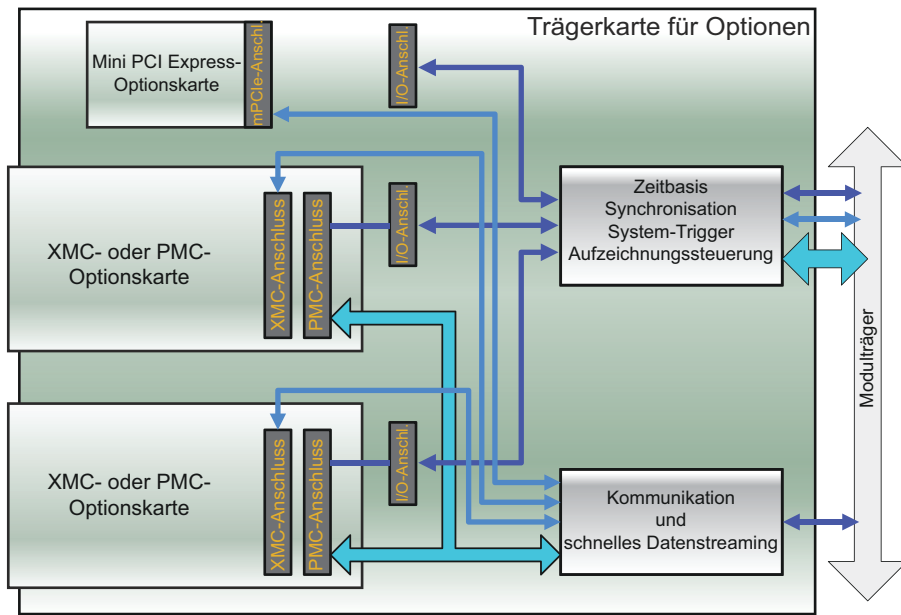 Trägerkarte für Optionen
Mini PCI Express-
Optionskarte
mPCIe-Anschl.
I/O-Anschl.
XMC- oder PMC-
Optionskarte
XMC-Anschluss
PMC-Anschluss
I/O-Anschl.
Zeitbasis
Synchronisation
System-Trigger
Aufzeichnungssteuerung
Modulträger
XMC- oder PMC-
Optionskarte
XMC-Anschluss
PMC-Anschluss
I/O-Anschl.
Kommunikation
und
schnelles Datenstreaming